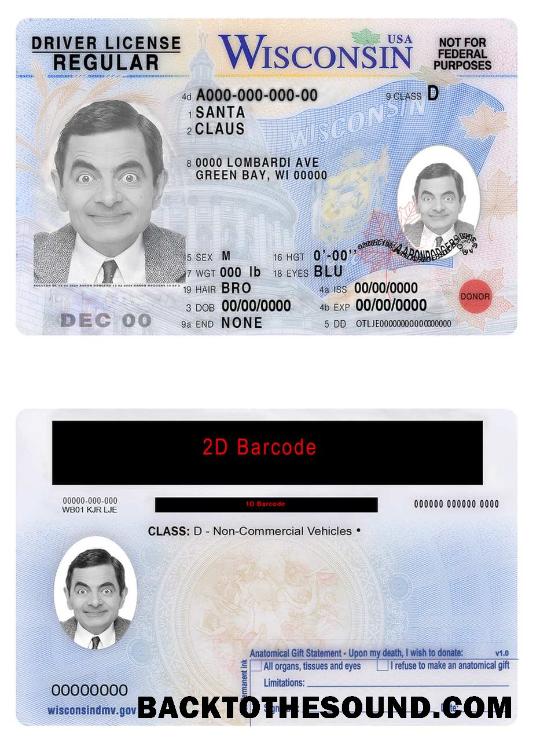 DRIVER LICENSE
REGULAR
WISCONSIN USA
NOT FOR
FEDERAL
PURPOSES
4d A000-000-000-00
9 CLASS D
1 SANTA
2 CLAUS
8 0000 LOMBARDI AVE
GREEN BAY, WI 00000
WISCONSIN
5 SEX M 16 HGT 0'-00"
17 WGT 000 lb 18 EYES BLU
19 HAIR BRO 4a ISS 00/00/0000
3 DOB 00/00/0000 4b EXP 00/00/0000
9a END NONE 5 DD OTLJE0000000000000000
DONOR
DEC 00
2D Barcode
00000-000-000
WB01 KJR LJE
1D Barcode
000000 000000 0000
CLASS: D - Non-Commercial Vehicles •
Anatomical Gift Statement - Upon my death, I wish to donate: v1.0
All organs, tissues and eyes I refuse to make an anatomical gift
Limitations:
00000000
wisconsindmv.gov
BACKTOTHESOUND.COM